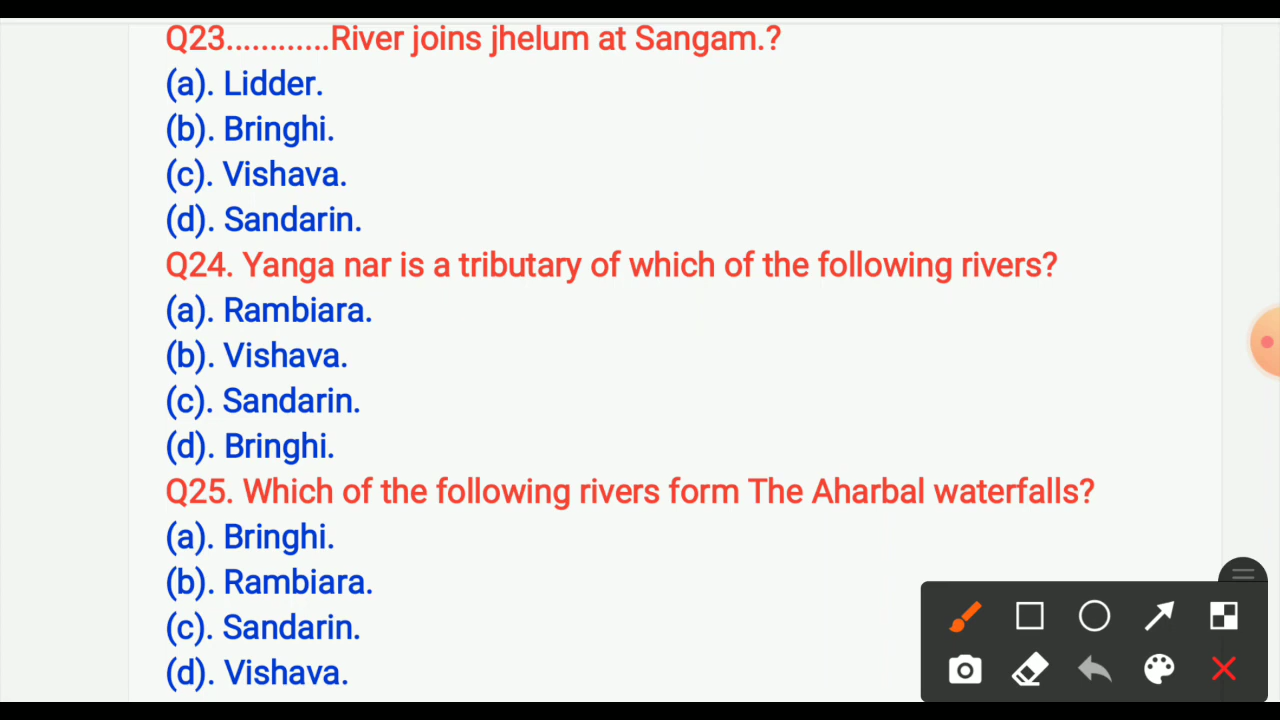 Q23............River joins jhelum at Sangam.?
(a). Lidder.
(b). Bringhi.
(c). Vishava.
(d). Sandarin.
Q24. Yanga nar is a tributary of which of the following rivers?
(a). Rambiara.
(b). Vishava.
(c). Sandarin.
(d). Bringhi.
Q25. Which of the following rivers form The Aharbal waterfalls?
(a). Bringhi.
(b). Rambiara.
(c). Sandarin.
(d). Vishava.